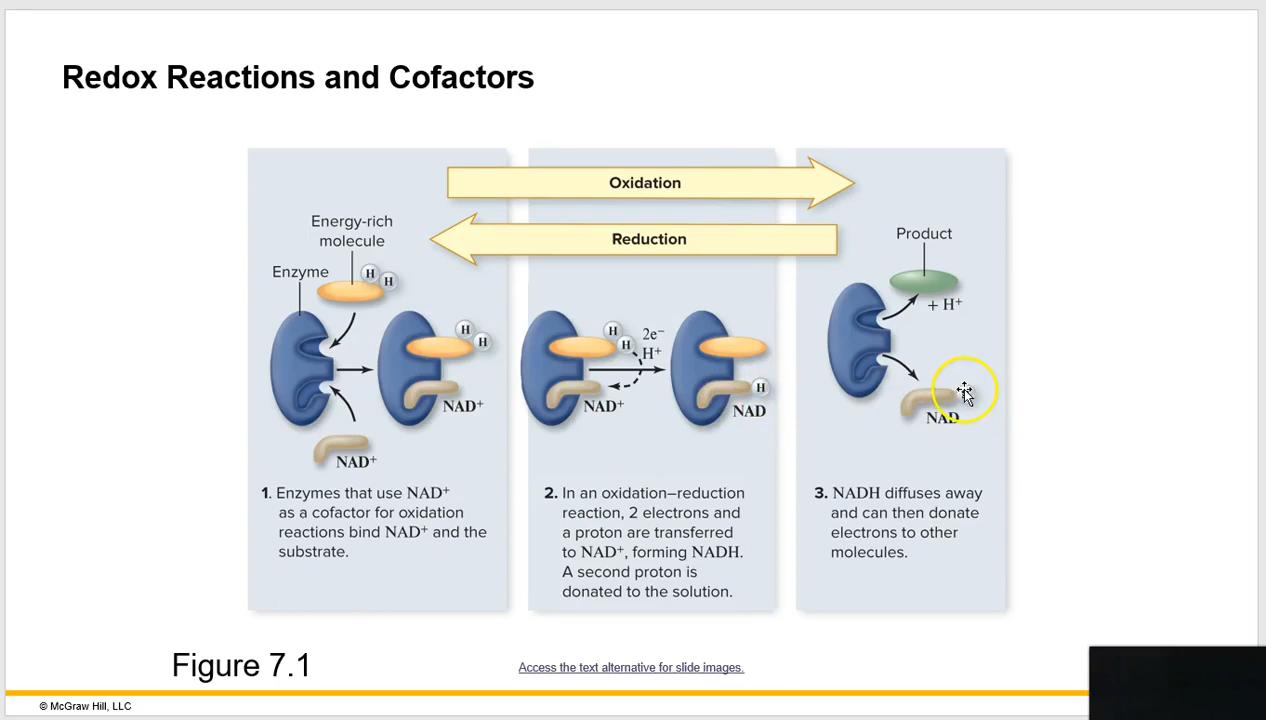 Redox Reactions and Cofactors
Oxidation
Reduction
Energy-rich
molecule
Enzyme
H
H
NAD⁺
H
H
NAD⁺
H
H
2e⁻
H⁺
NAD⁺
H
NAD
Product
+ H⁺
NAD
1. Enzymes that use NAD⁺
as a cofactor for oxidation
reactions bind NAD⁺ and the
substrate.
2. In an oxidation–reduction
reaction, 2 electrons and
a proton are transferred
to NAD⁺, forming NADH.
A second proton is
donated to the solution.
3. NADH diffuses away
and can then donate
electrons to other
molecules.
Figure 7.1
Access the text alternative for slide images.
© McGraw Hill, LLC